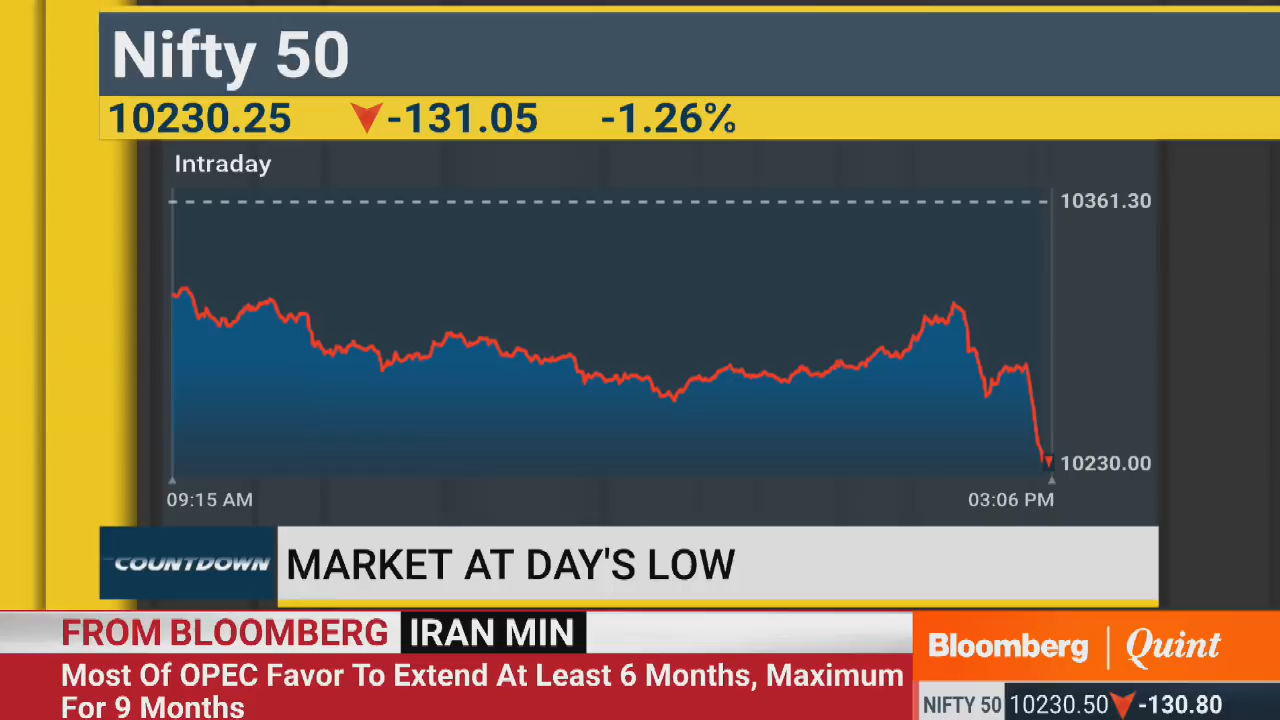 Nifty 50
10230.25 -131.05 -1.26%
Intraday
10361.30
10230.00
09:15 AM 03:06 PM
COUNTDOWN MARKET AT DAY'S LOW
FROM BLOOMBERG IRAN MIN
Most Of OPEC Favor To Extend At Least 6 Months, Maximum
For 9 Months
Bloomberg | Quint
NIFTY 50 10230.50 -130.80